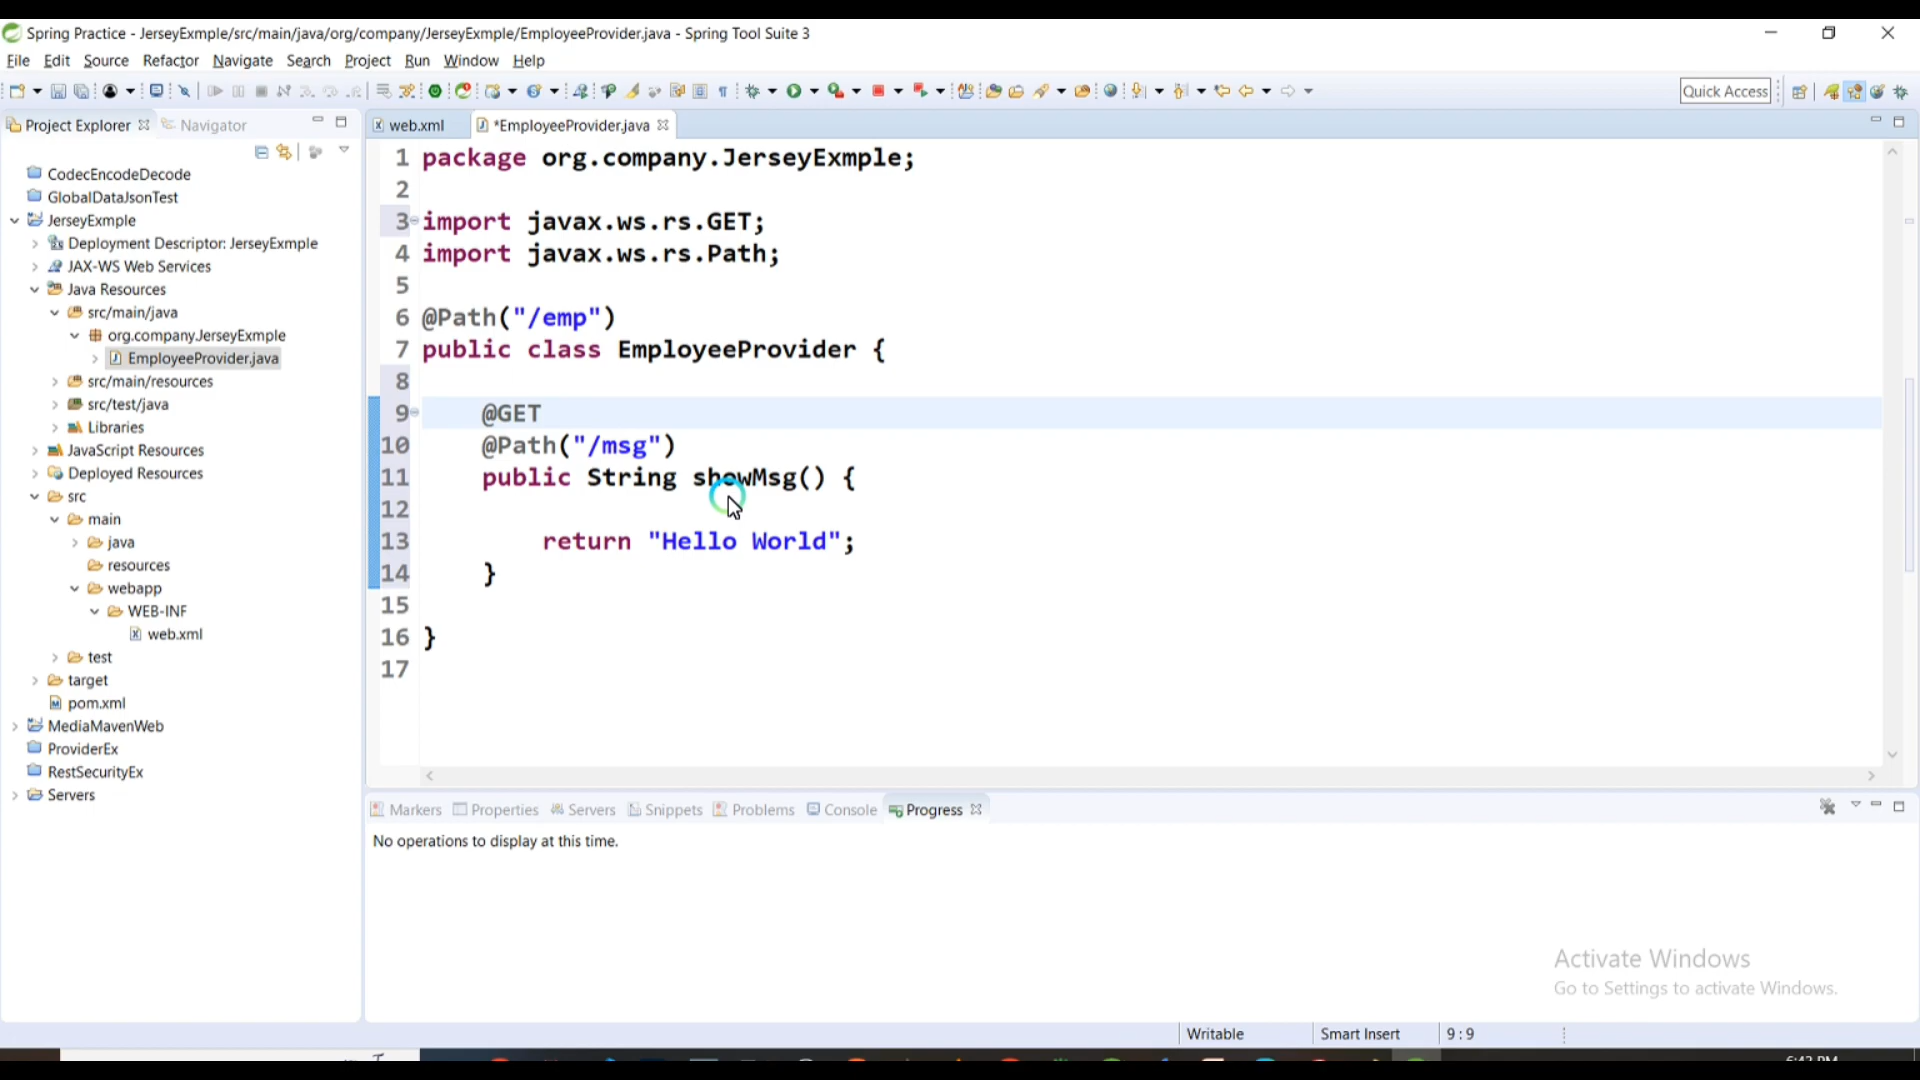 Spring Practice - JerseyExmple/src/main/java/org/company/JerseyExmple/EmployeeProvider.java - Spring Tool Suite 3
File Edit Source Refactor Navigate Search Project Run Window Help
Quick Access
Project Explorer Navigator
CodecEncodeDecode
GlobalDataJsonTest
JerseyExmple
Deployment Descriptor: JerseyExmple
JAX-WS Web Services
Java Resources
src/main/java
org.company.JerseyExmple
EmployeeProvider.java
src/main/resources
src/test/java
Libraries
JavaScript Resources
Deployed Resources
src
main
java
resources
webapp
WEB-INF
web.xml
test
target
pom.xml
MediaMavenWeb
ProviderEx
RestSecurityEx
Servers
web.xml *EmployeeProvider.java
1 package org.company.JerseyExmple;
2
3 import javax.ws.rs.GET;
4 import javax.ws.rs.Path;
5
6 @Path("/emp")
7 public class EmployeeProvider {
8
9 @GET
10 @Path("/msg")
11 public String showMsg() {
12
13 return "Hello World";
14 }
15
16 }
17
Markers Properties Servers Snippets Problems Console Progress
No operations to display at this time.
Activate Windows
Go to Settings to activate Windows.
Writable Smart Insert 9:9